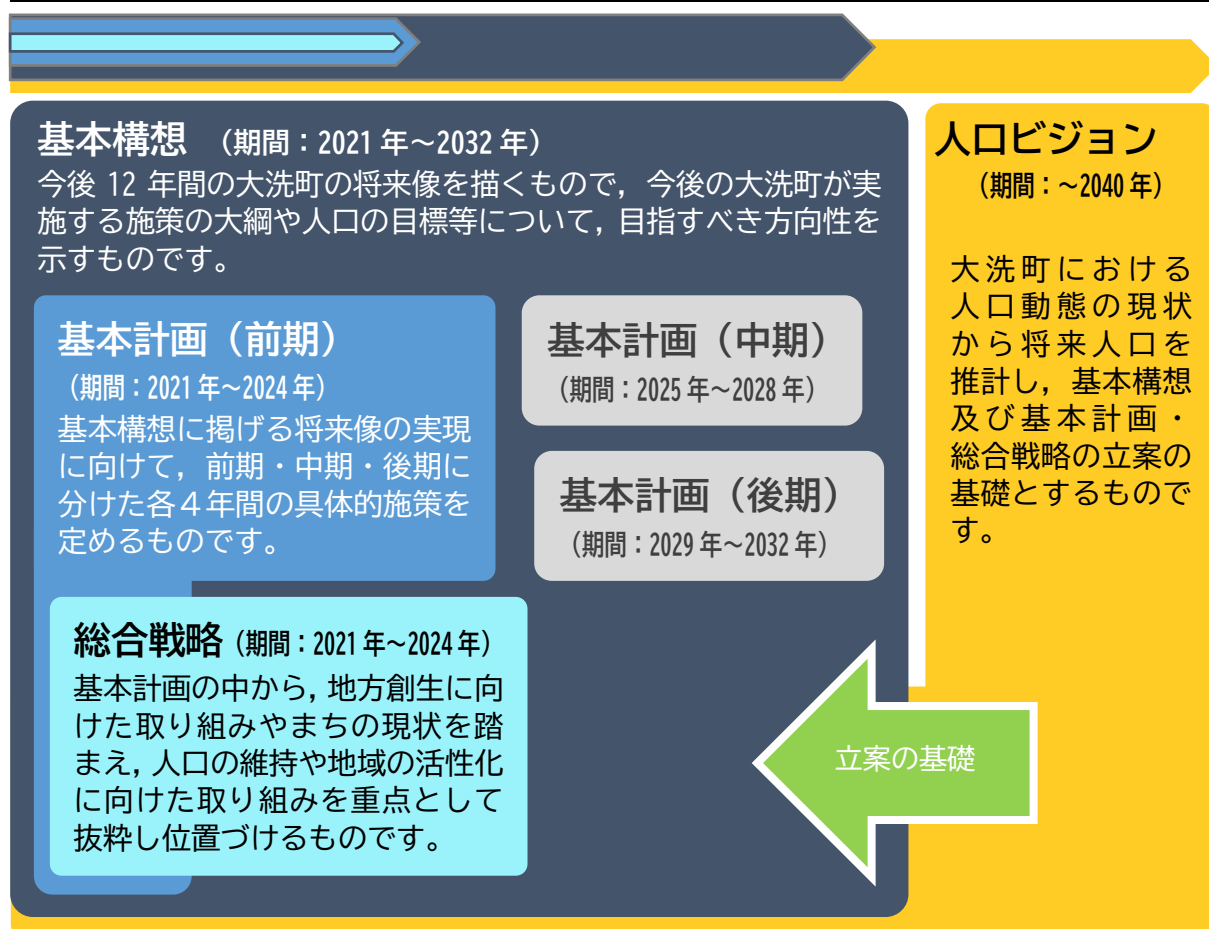 基本構想 (期間：2021年～2032年)
今後 12 年間の大洗町の将来像を描くもので，今後の大洗町が実
施する施策の大綱や人口の目標等について，目指すべき方向性を
示すものです。
基本計画（前期）
（期間：2021年～2024年）
基本構想に掲げる将来像の実現
に向けて，前期・中期・後期に
分けた各４年間の具体的施策を
定めるものです。
基本計画（中期）
（期間：2025年～2028年）
基本計画（後期）
（期間：2029年～2032年）
総合戦略（期間：2021年～2024年）
基本計画の中から，地方創生に向
けた取り組みやまちの現状を踏
まえ，人口の維持や地域の活性化
に向けた取り組みを重点として
抜粋し位置づけるものです。
立案の基礎
人口ビジョン
（期間：～2040年）
大洗町における
人口動態の現状
から将来人口を
推計し，基本構想
及び基本計画・
総合戦略の立案の
基礎とするもので
す。